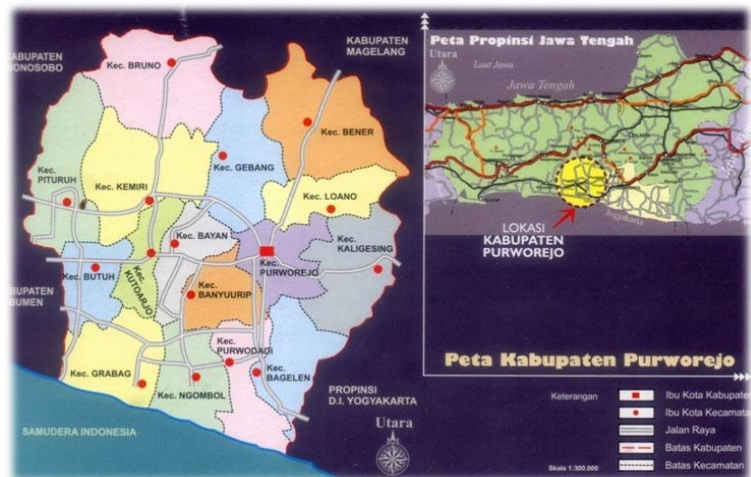 KABUPATEN
WONOSOBO
Kec. BRUNO
KABUPATEN
MAGELANG
Kec. BENER
Kec.
PITURUH
Kec. GEBANG
Kec. KEMIRI
Kec. LOANO
Kec. BAYAN
Kec.
KALIGESING
Kec.
PURWOREJO
Kec. BUTUH
Kec.
KUTOARJO
Kec.
BANYUURIP
KABUPATEN
Kec.
PURWODADI
Kec.
BAGELEN
Kec. GRABAG
Kec. NGOMBOL
PROPINSI
D.I. YOGYAKARTA
SAMUDERA INDONESIA
Utara
Peta Propinsi Jawa Tengah
Utara
Laut Jawa
Jawa Tengah
Jogyakarta
LOKASI
KABUPATEN
PURWOREJO
Peta Kabupaten Purworejo
Keterangan
Ibu Kota Kabupate
Ibu Kota Kecamata
Jalan Raya
Batas Kabupaten
Batas Kecamatan
Skala 1:300.000